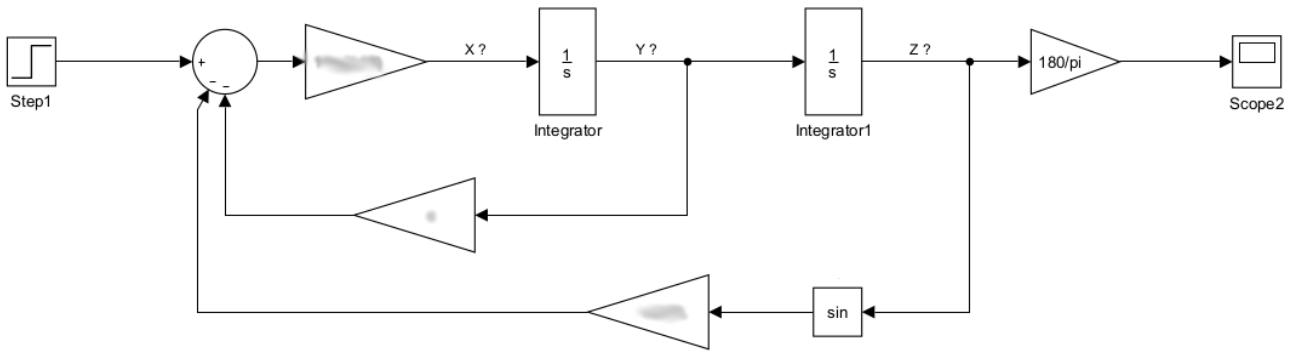 X ?
Y ?
Z ?
+
1
s
1
s
180/pi
− −
Step1
Scope2
Integrator
Integrator1
sin